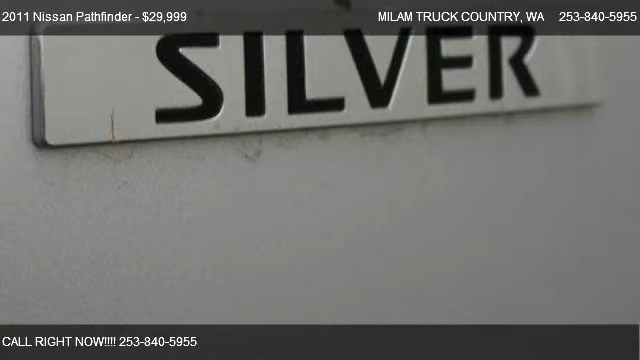 2011 Nissan Pathfinder - $29,999 MILAM TRUCK COUNTRY, WA 253-840-5955
SILVER
CALL RIGHT NOW!!!! 253-840-5955